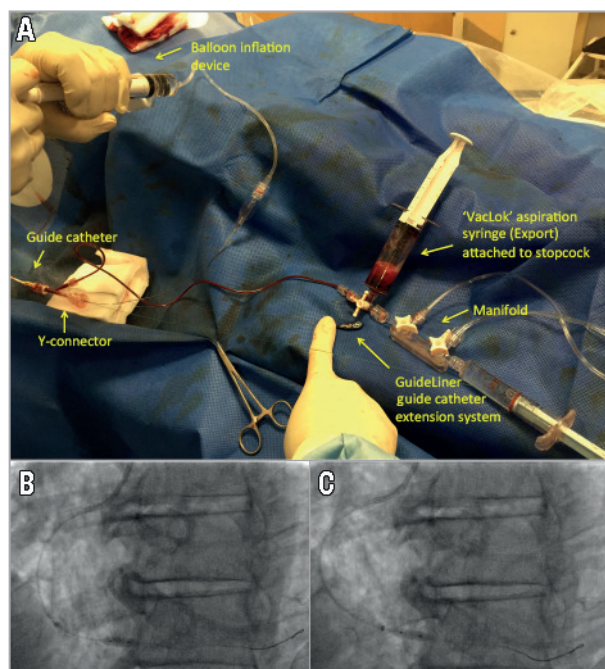 A
Balloon inflation
device
'VacLok' aspiration
syringe (Export)
attached to stopcock
Guide catheter
Manifold
Y-connector
GuideLiner
guide catheter
extension system
B
C